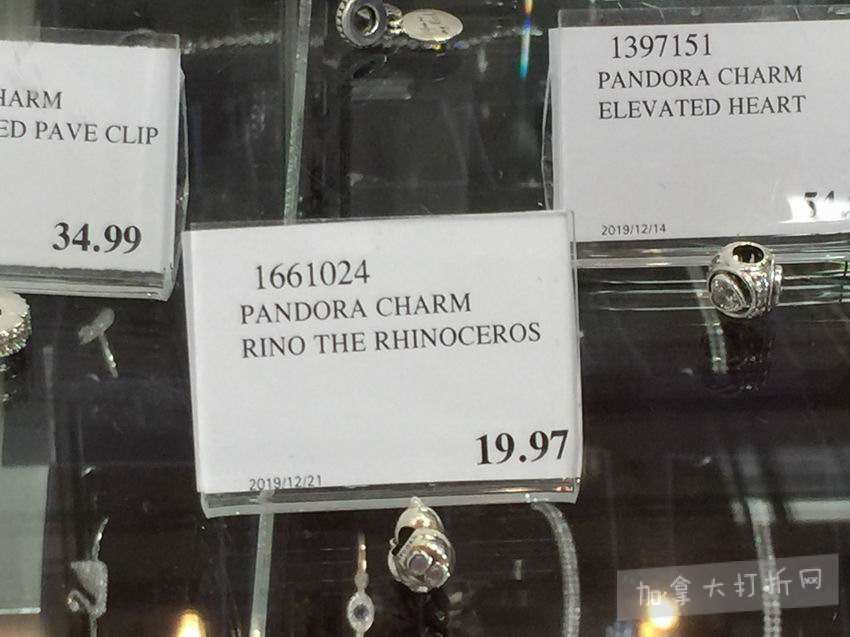 HARM
ED PAVE CLIP
34.99
1661024
PANDORA CHARM
RINO THE RHINOCEROS
19.97
2019/12/21
1397151
PANDORA CHARM
ELEVATED HEART
54.
2019/12/14
加拿大打折网